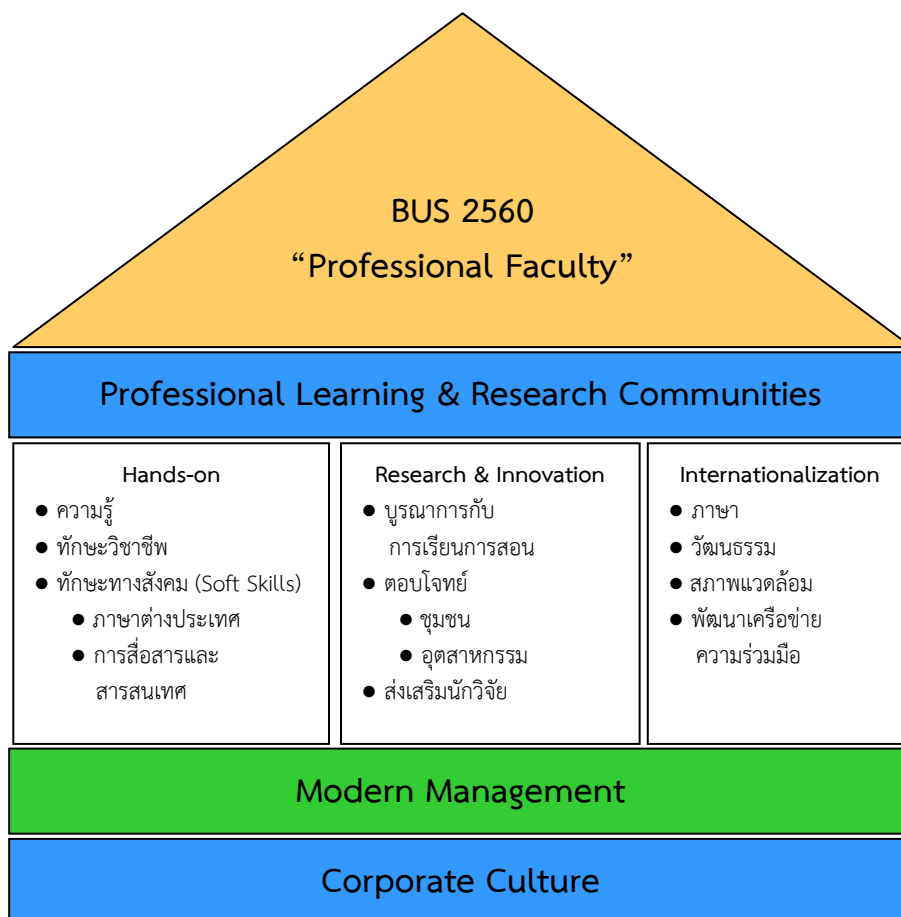 BUS 2560
“Professional Faculty”
Professional Learning & Research Communities
Hands-on
● ความรู้
● ทักษะวิชาชีพ
● ทักษะทางสังคม (Soft Skills)
● ภาษาต่างประเทศ
● การสื่อสารและ
สารสนเทศ
Research & Innovation
● บูรณาการกับ
การเรียนการสอน
● ตอบโจทย์
● ชุมชน
● อุตสาหกรรม
● ส่งเสริมนักวิจัย
Internationalization
● ภาษา
● วัฒนธรรม
● สภาพแวดล้อม
● พัฒนาเครือข่าย
ความร่วมมือ
Modern Management
Corporate Culture